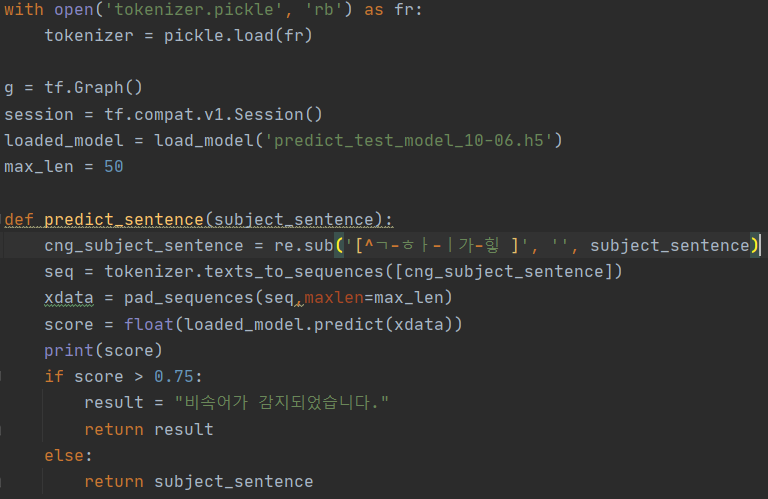 with open('tokenizer.pickle', 'rb') as fr:
    tokenizer = pickle.load(fr)

g = tf.Graph()
session = tf.compat.v1.Session()
loaded_model = load_model('predict_test_model_10-06.h5')
max_len = 50

def predict_sentence(subject_sentence):
    cng_subject_sentence = re.sub('[^ㄱ-ㅎㅏ-ㅣ가-힣 ]', '', subject_sentence)
    seq = tokenizer.texts_to_sequences([cng_subject_sentence])
    xdata = pad_sequences(seq,maxlen=max_len)
    score = float(loaded_model.predict(xdata))
    print(score)
    if score > 0.75:
        result = "비속어가 감지되었습니다."
        return result
    else:
        return subject_sentence